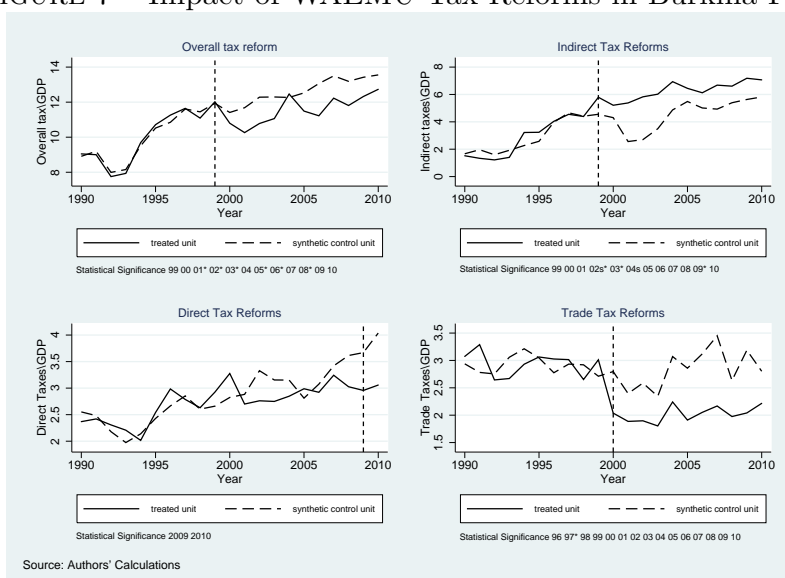 Impact of WAEMU Tax Reforms in Burkina
Overall tax reform
Overall tax\GDP
14
12
10
8
1990 1995 2000 2005 2010
Year
treated unit synthetic control unit
Statistical Significance 99 00 01* 02* 03* 04 05* 06* 07 08* 09 10
Indirect Tax Reforms
Indirect taxes\GDP
8
6
4
2
0
1990 1995 2000 2005 2010
Year
treated unit synthetic control unit
Statistical Significance 99 00 01 02s* 03* 04s 05 06 07 08 09* 10
Direct Tax Reforms
Direct Taxes\GDP
4
3.5
3
2.5
2
1990 1995 2000 2005 2010
Year
treated unit synthetic control unit
Statistical Significance 2009 2010
Trade Tax Reforms
Trade Taxes\GDP
3.5
3
2.5
2
1.5
1990 1995 2000 2005 2010
Year
treated unit synthetic control unit
Statistical Significance 96 97* 98 99 00 01 02 03 04 05 06 07 08 09 10
Source: Authors' Calculations